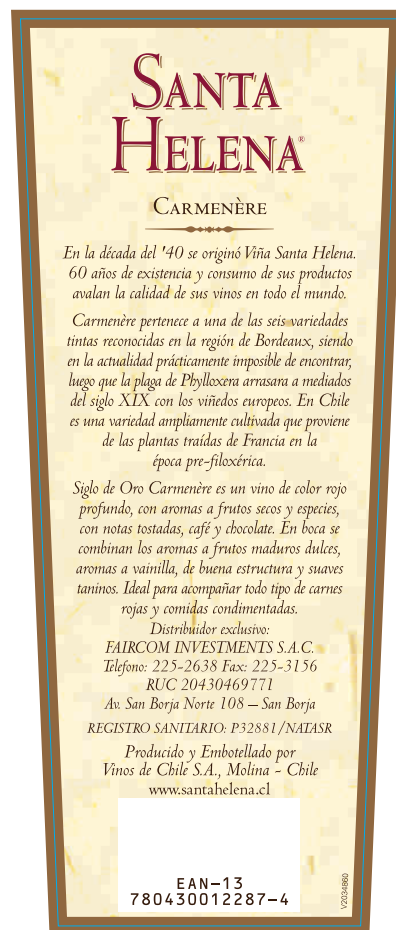 SANTA
HELENA®
CARMENÈRE
En la década del '40 se originó Viña Santa Helena.
60 años de existencia y consumo de sus productos
avalan la calidad de sus vinos en todo el mundo.
Carmenère pertenece a una de las seis variedades
tintas reconocidas en la región de Bordeaux, siendo
en la actualidad prácticamente imposible de encontrar,
luego que la plaga de Phylloxera arrasara a mediados
del siglo XIX con los viñedos europeos. En Chile
es una variedad ampliamente cultivada que proviene
de las plantas traídas de Francia en la
época pre-filoxérica.
Siglo de Oro Carmenère es un vino de color rojo
profundo, con aromas a frutos secos y especies,
con notas tostadas, café y chocolate. En boca se
combinan los aromas a frutos maduros dulces,
aromas a vainilla, de buena estructura y suaves
taninos. Ideal para acompañar todo tipo de carnes
rojas y comidas condimentadas.
Distribuidor exclusivo:
FAIRCOM INVESTMENTS S.A.C.
Telefono: 225-2638 Fax: 225-3156
RUC 20430469771
Av. San Borja Norte 108 – San Borja
REGISTRO SANITARIO: P32881/NATASR
Producido y Embotellado por
Vinos de Chile S.A., Molina - Chile
www.santahelena.cl
EAN-13
780430012287-4
V2034860